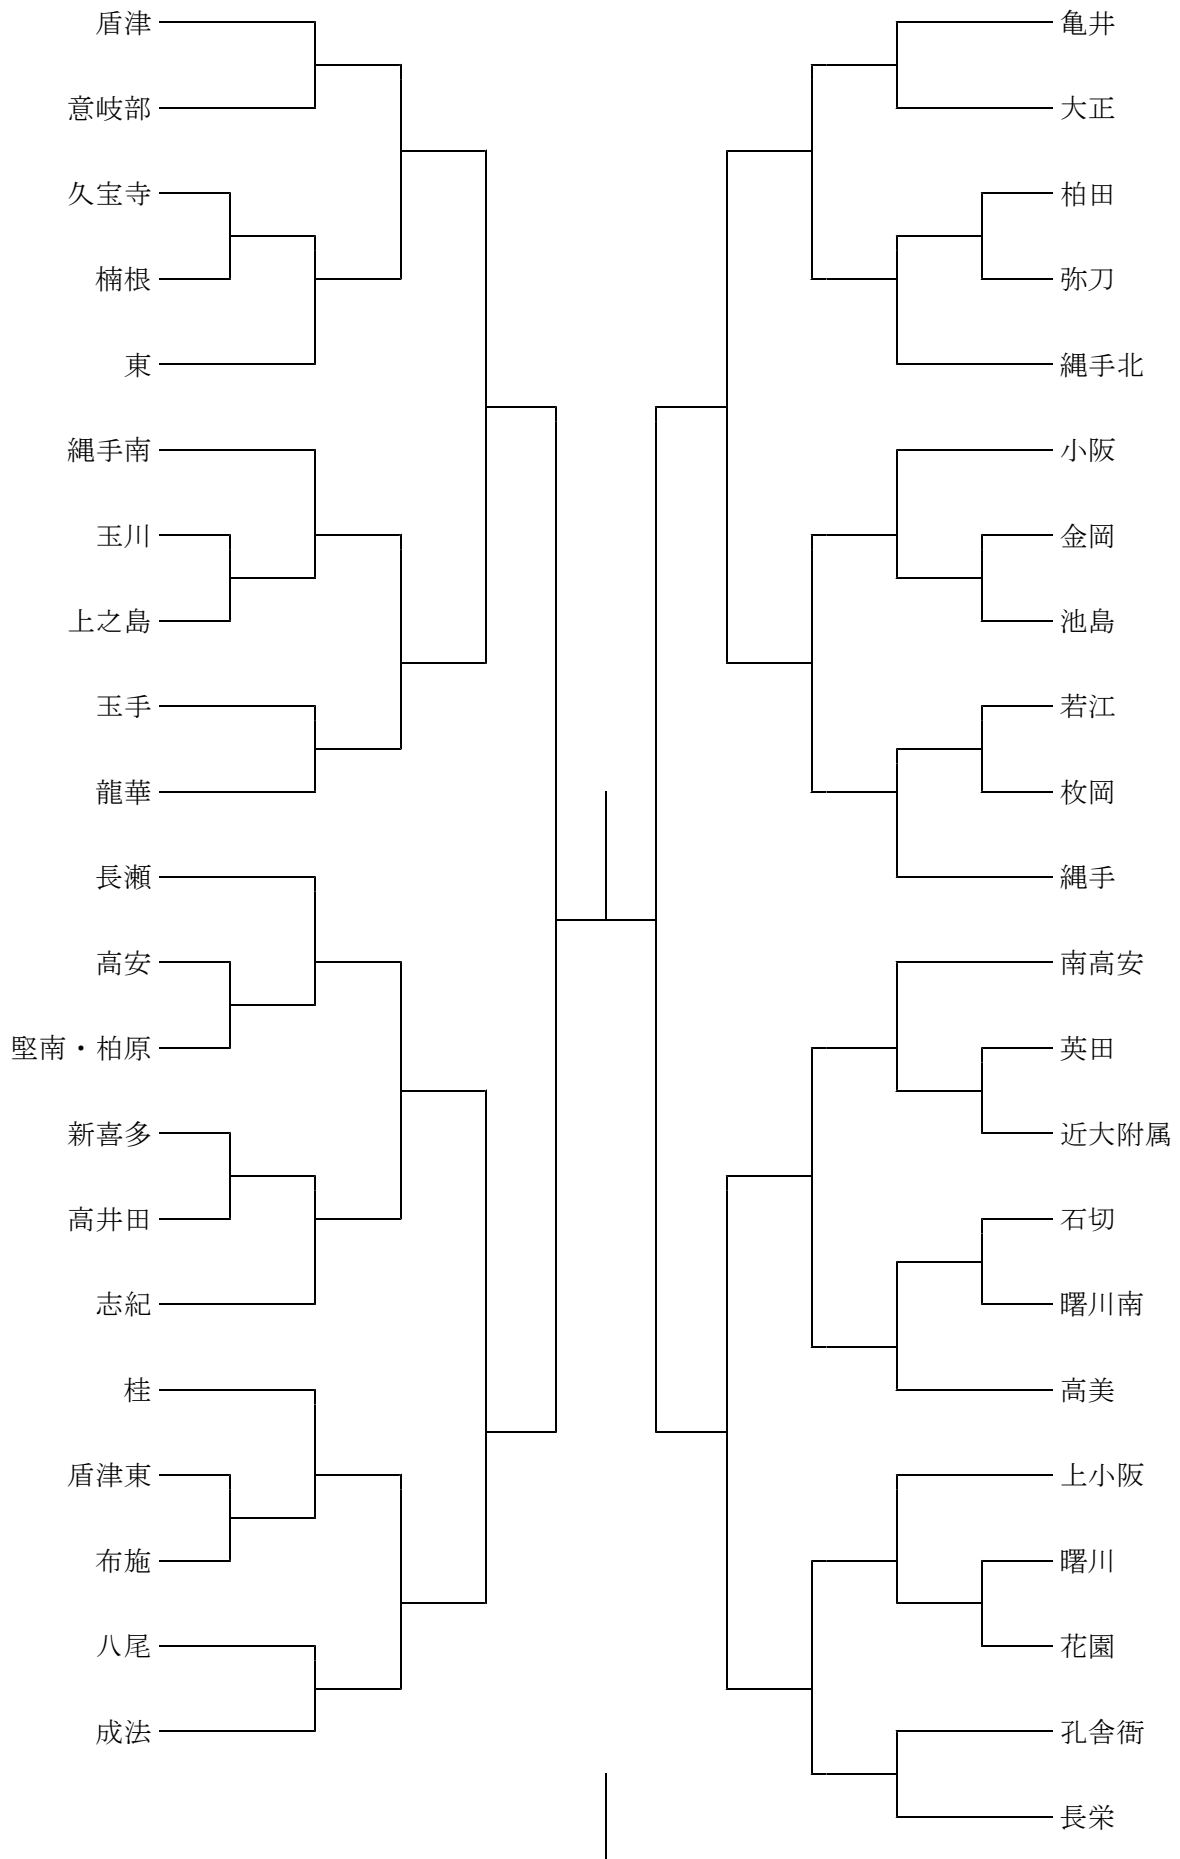 盾津
意岐部
久宝寺
楠根
東
縄手南
玉川
上之島
玉手
龍華
長瀬
高安
堅南・柏原
新喜多
高井田
志紀
桂
盾津東
布施
八尾
成法
亀井
大正
柏田
弥刀
縄手北
小阪
金岡
池島
若江
枚岡
縄手
南高安
英田
近大附属
石切
曙川南
高美
上小阪
曙川
花園
孔舎衙
長栄